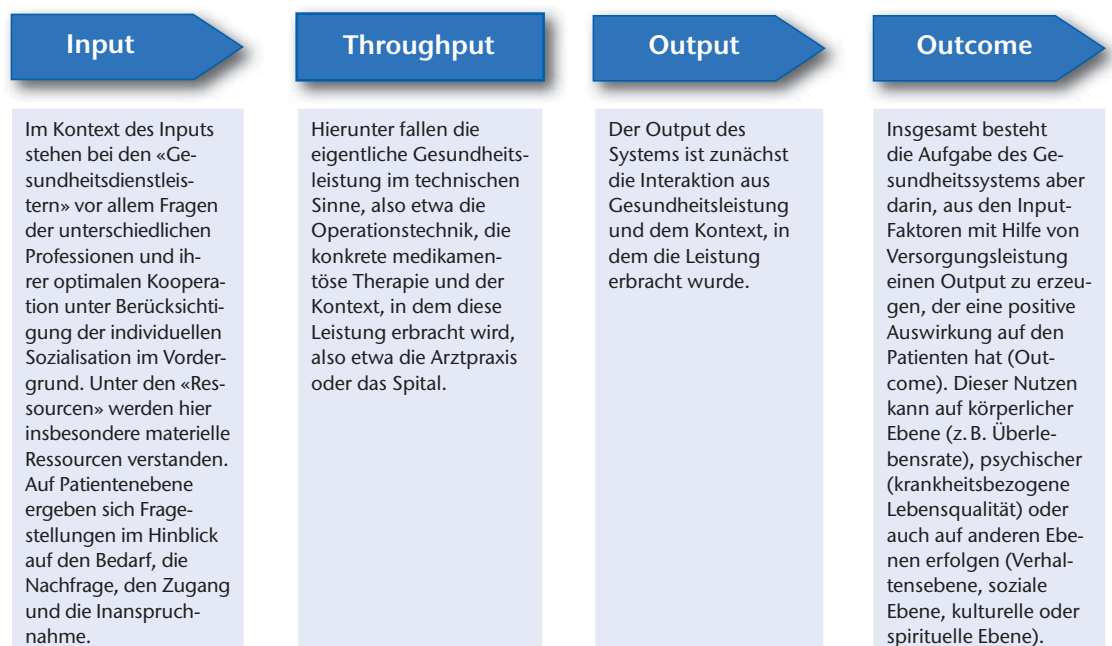 Input
Im Kontext des Inputs
stehen bei den «Ge-
sundheitsdienstleis-
tern» vor allem Fragen
der unterschiedlichen
Professionen und ih-
rer optimalen Koopera-
tion unter Berücksichti-
gung der individuellen
Sozialisation im Vorder-
grund. Unter den «Res-
sourcen» werden hier
insbesondere materielle
Ressourcen verstanden.
Auf Patientenebene
ergeben sich Frage-
stellungen im Hinblick
auf den Bedarf, die
Nachfrage, den Zugang
und die Inanspruch-
nahme.
Throughput
Hierunter fallen die
eigentliche Gesundheits-
leistung im technischen
Sinne, also etwa die
Operationstechnik, die
konkrete medikamen-
töse Therapie und der
Kontext, in dem diese
Leistung erbracht wird,
also etwa die Arztpraxis
oder das Spital.
Output
Der Output des
Systems ist zunächst
die Interaktion aus
Gesundheitsleistung
und dem Kontext, in
dem die Leistung
erbracht wurde.
Outcome
Insgesamt besteht
die Aufgabe des Ge-
sundheitssystems aber
darin, aus den Input-
Faktoren mit Hilfe von
Versorgungsleistung
einen Output zu erzeu-
gen, der eine positive
Auswirkung auf den
Patienten hat (Out-
come). Dieser Nutzen
kann auf körperlicher
Ebene (z. B. Überle-
bensrate), psychischer
(krankheitsbezogene
Lebensqualität) oder
auch auf anderen Ebe-
nen erfolgen (Verhal-
tensebene, soziale
Ebene, kulturelle oder
spirituelle Ebene).